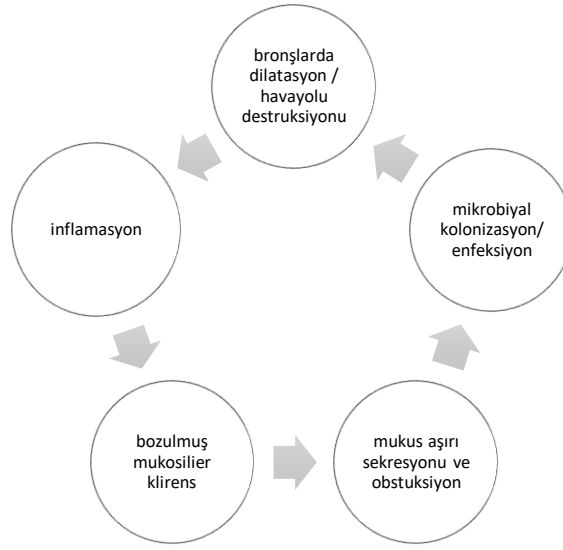 bronşlarda
dilatasyon /
havayolu
destruksiyonu
inflamasyon
mikrobiyal
kolonizasyon/
enfeksiyon
bozulmuş
mukosilier
klirens
mukus aşırı
sekresyonu ve
obstuksiyon